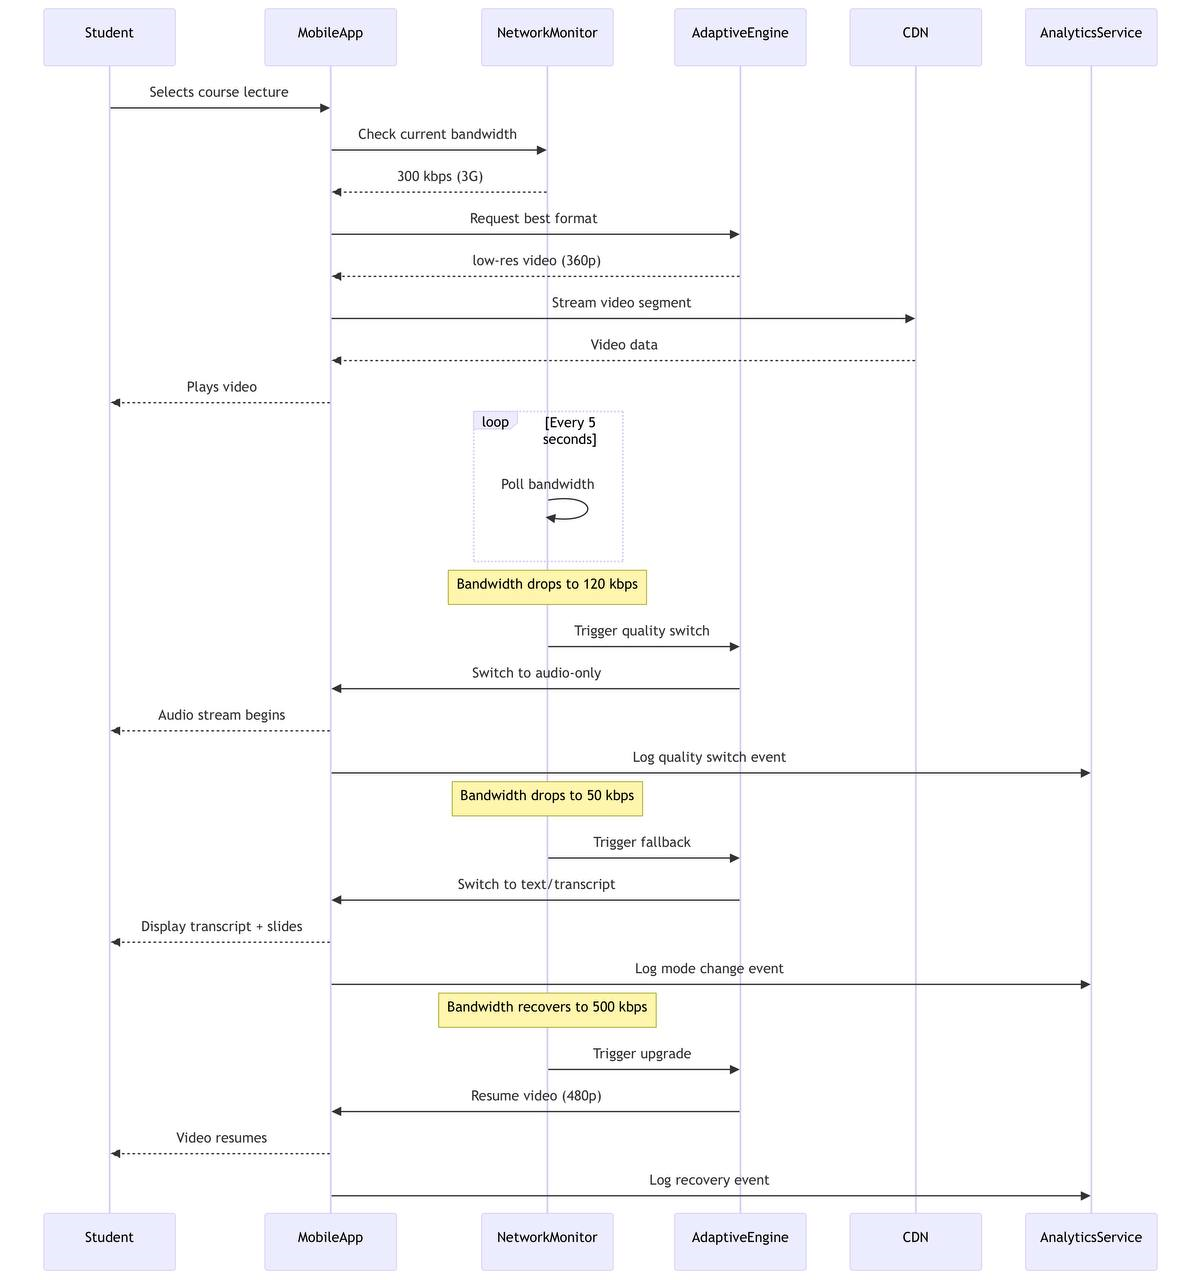 Student
MobileApp
NetworkMonitor
AdaptiveEngine
CDN
AnalyticsService
Selects course lecture
Check current bandwidth
300 kbps (3G)
Request best format
low-res video (360p)
Stream video segment
Video data
Plays video
loop
[Every 5
seconds]
Poll bandwidth
Bandwidth drops to 120 kbps
Trigger quality switch
Switch to audio-only
Audio stream begins
Log quality switch event
Bandwidth drops to 50 kbps
Trigger fallback
Switch to text/transcript
Display transcript + slides
Log mode change event
Bandwidth recovers to 500 kbps
Trigger upgrade
Resume video (480p)
Video resumes
Log recovery event
Student
MobileApp
NetworkMonitor
AdaptiveEngine
CDN
AnalyticsService